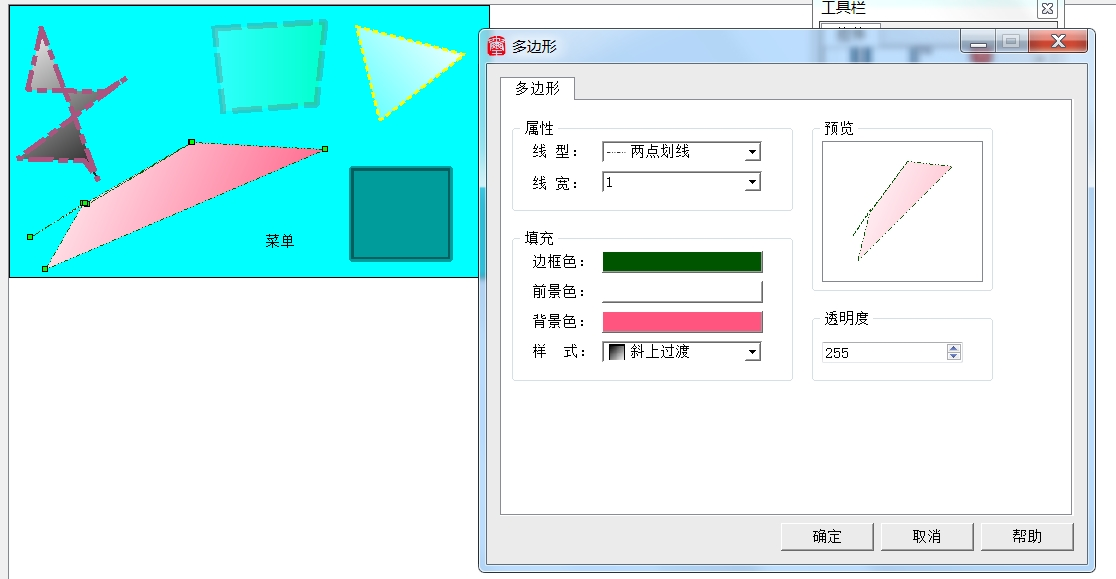 工具栏
菜单
多边形
多边形
属性
线 型：
两点划线
线 宽：
1
填充
边框色：
前景色：
背景色：
样 式：
斜上过渡
预览
透明度
255
确定
取消
帮助